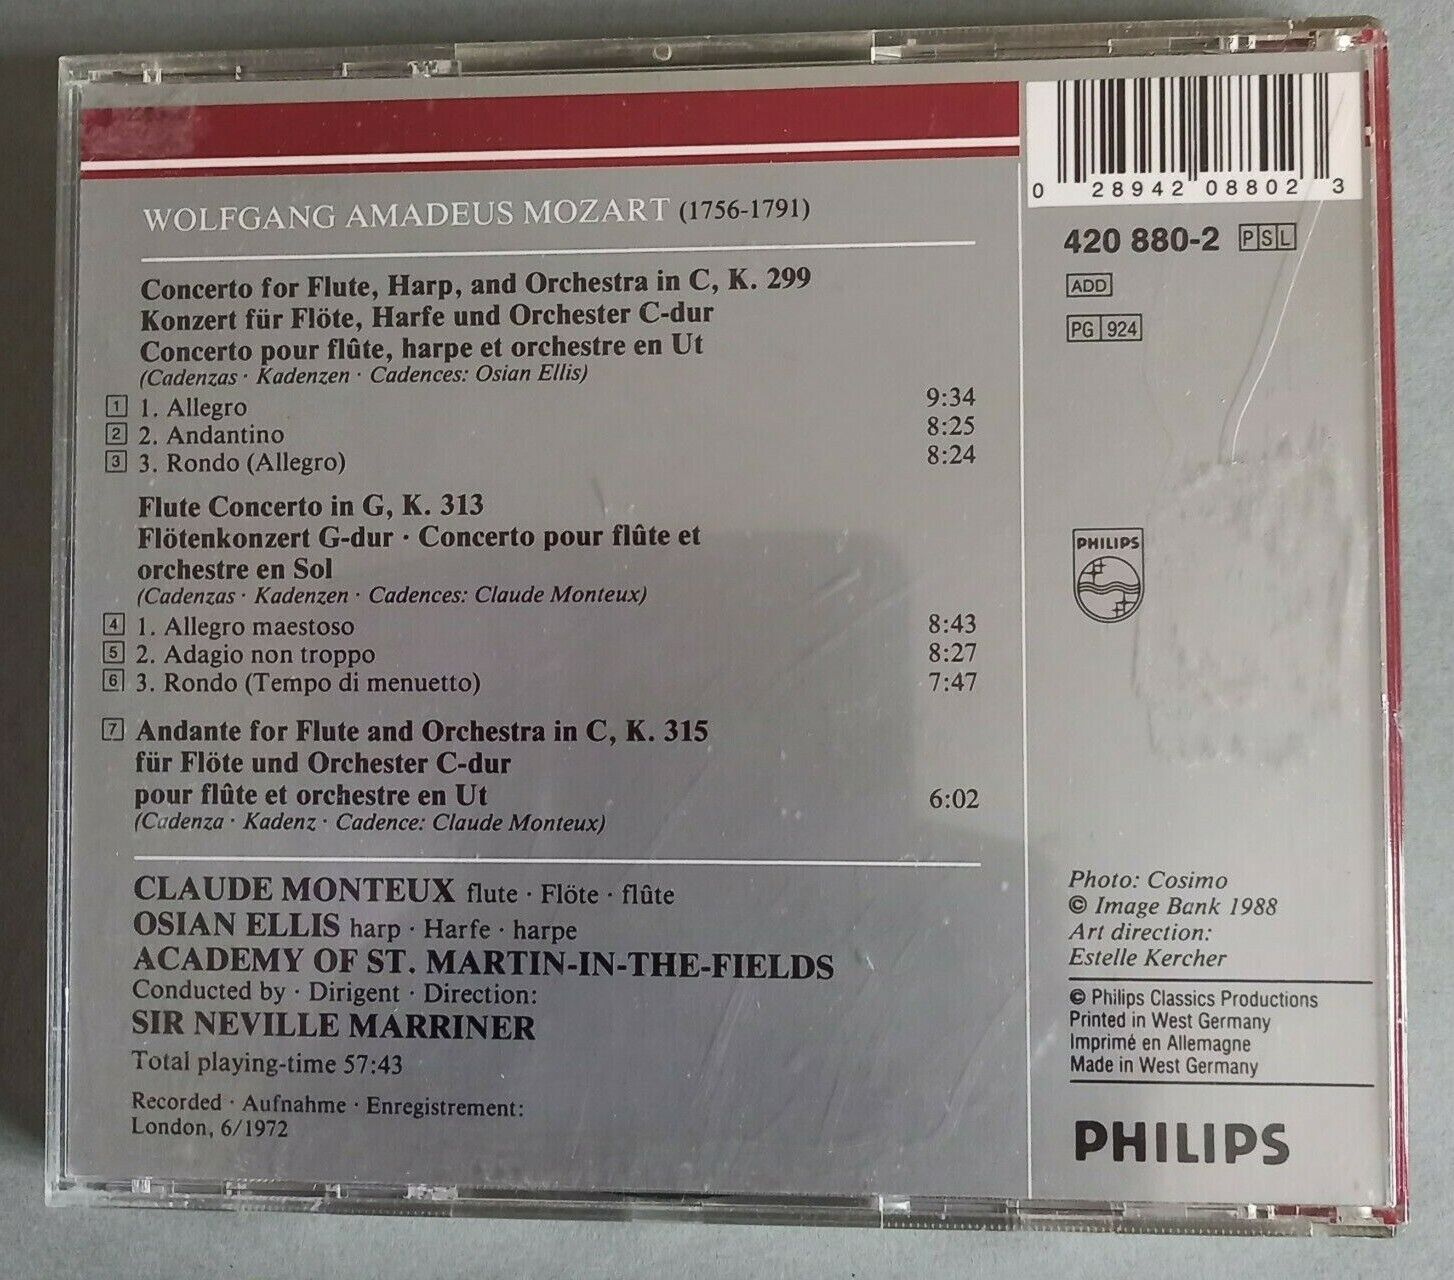 WOLFGANG AMADEUS MOZART (1756-1791)
Concerto for Flute, Harp, and Orchestra in C, K. 299
Konzert für Flöte, Harfe und Orchester C-dur
Concerto pour flûte, harpe et orchestre en Ut
(Cadenzas · Kadenzen · Cadences: Osian Ellis)
1 1. Allegro 9:34
2 2. Andantino 8:25
3 3. Rondo (Allegro) 8:24
Flute Concerto in G, K. 313
Flötenkonzert G-dur · Concerto pour flûte et
orchestre en Sol
(Cadenzas · Kadenzen · Cadences: Claude Monteux)
4 1. Allegro maestoso 8:43
5 2. Adagio non troppo 8:27
6 3. Rondo (Tempo di menuetto) 7:47
7 Andante for Flute and Orchestra in C, K. 315
für Flöte und Orchester C-dur
pour flûte et orchestre en Ut 6:02
(Cadenza · Kadenz · Cadence: Claude Monteux)
CLAUDE MONTEUX flute · Flöte · flûte
OSIAN ELLIS harp · Harfe · harpe
ACADEMY OF ST. MARTIN-IN-THE-FIELDS
Conducted by · Dirigent · Direction:
SIR NEVILLE MARRINER
Total playing-time 57:43
Recorded · Aufnahme · Enregistrement:
London, 6/1972
0 28942 08802 3
420 880-2 PSL
ADD
PG 924
PHILIPS
Photo: Cosimo
© Image Bank 1988
Art direction:
Estelle Kercher
© Philips Classics Productions
Printed in West Germany
Imprimé en Allemagne
Made in West Germany
PHILIPS